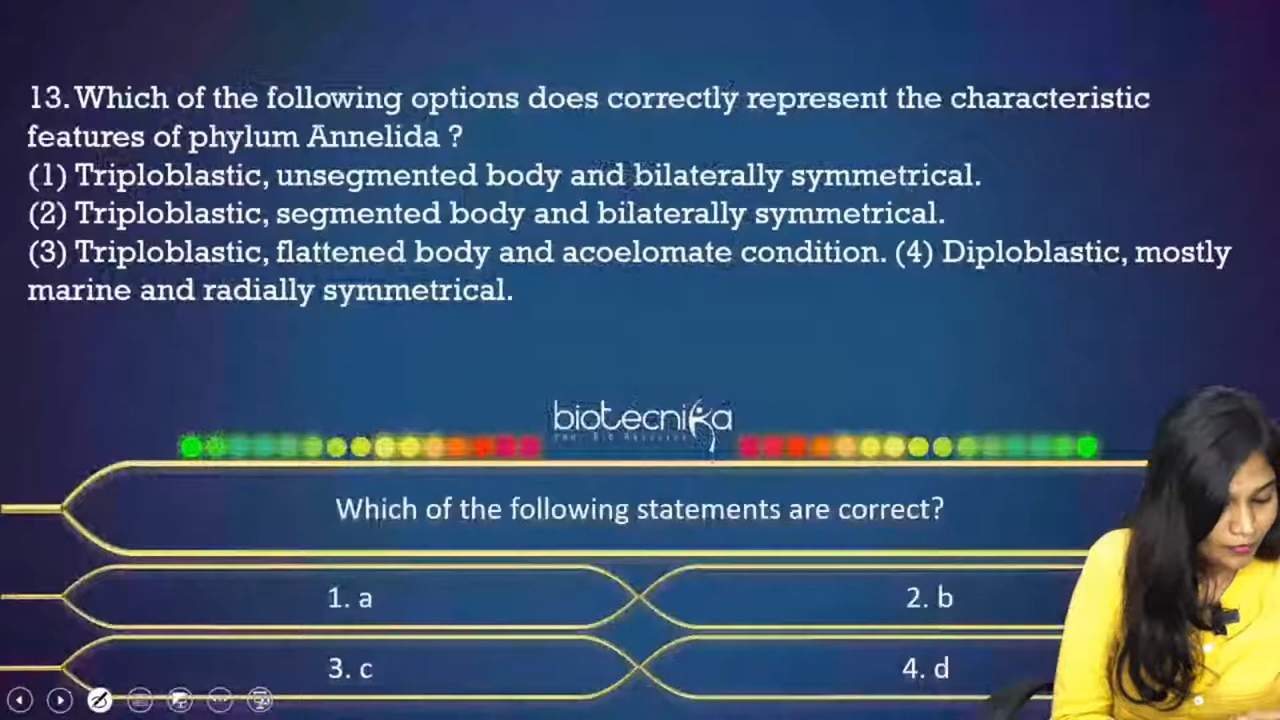 13. Which of the following options does correctly represent the characteristic
features of phylum Annelida ?
(1) Triploblastic, unsegmented body and bilaterally symmetrical.
(2) Triploblastic, segmented body and bilaterally symmetrical.
(3) Triploblastic, flattened body and acoelomate condition. (4) Diploblastic, mostly
marine and radially symmetrical.
biotecnika
Which of the following statements are correct?
1. a
2. b
3. c
4. d